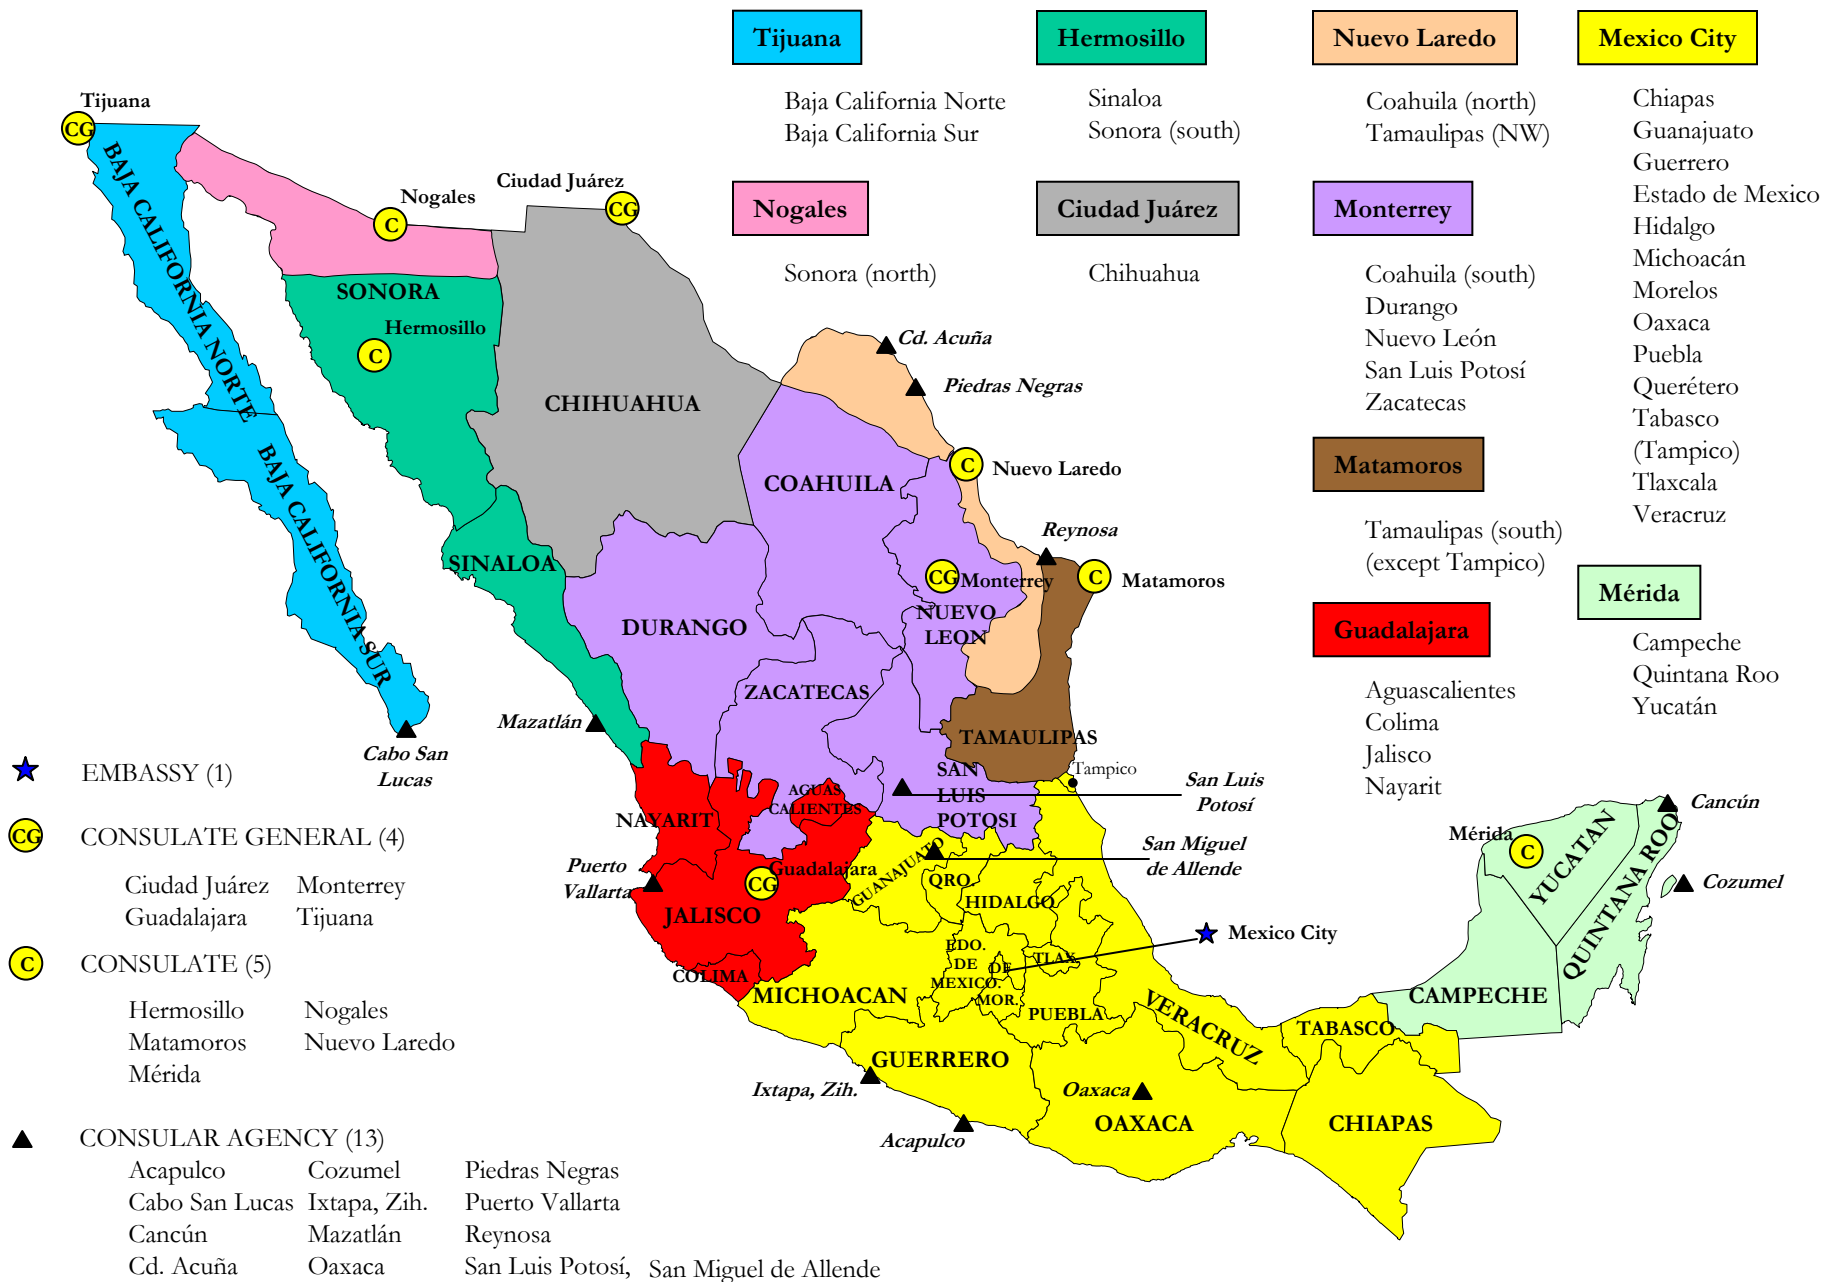 Tijuana
Baja California Norte
Baja California Sur
Hermosillo
Sinaloa
Sonora (south)
Nuevo Laredo
Coahuila (north)
Tamaulipas (NW)
Mexico City
Chiapas
Guanajuato
Guerrero
Estado de Mexico
Hidalgo
Michoacán
Morelos
Oaxaca
Puebla
Querétero
Tabasco
(Tampico)
Tlaxcala
Veracruz
Nogales
Sonora (north)
Ciudad Juárez
Chihuahua
Monterrey
Coahuila (south)
Durango
Nuevo León
San Luis Potosí
Zacatecas
Matamoros
Tamaulipas (south)
(except Tampico)
Guadalajara
Aguascalientes
Colima
Jalisco
Nayarit
Mérida
Campeche
Quintana Roo
Yucatán
Tijuana
CG
BAJA CALIFORNIA NORTE
BAJA CALIFORNIA SUR
Cabo San
Lucas
Nogales
C
SONORA
Hermosillo
C
Ciudad Juárez
CG
CHIHUAHUA
SINALOA
Mazatlán
Cd. Acuña
Piedras Negras
C
Nuevo Laredo
COAHUILA
Reynosa
C
Matamoros
CG
Monterrey
NUEVO
LEON
DURANGO
ZACATECAS
TAMAULIPAS
Tampico
SAN
LUIS
POTOSI
San Luis
Potosí
AGUAS
CALIENTES
NAYARIT
Puerto
Vallarta
Guadalajara
CG
JALISCO
COLIMA
GUANAJUATO
San Miguel
de Allende
QRO.
HIDALGO
EDO.
DE
MEXICO.
DF
TLAX.
MOR.
PUEBLA
Mexico City
MICHOACAN
GUERRERO
Ixtapa, Zih.
Acapulco
VERACRUZ
Oaxaca
OAXACA
TABASCO
CHIAPAS
CAMPECHE
Mérida
C
YUCATAN
QUINTANA ROO
Cancún
Cozumel
EMBASSY (1)
CG
CONSULATE GENERAL (4)
Ciudad Juárez Monterrey
Guadalajara Tijuana
C
CONSULATE (5)
Hermosillo Nogales
Matamoros Nuevo Laredo
Mérida
CONSULAR AGENCY (13)
Acapulco Cozumel Piedras Negras
Cabo San Lucas Ixtapa, Zih. Puerto Vallarta
Cancún Mazatlán Reynosa
Cd. Acuña Oaxaca San Luis Potosí, San Miguel de Allende